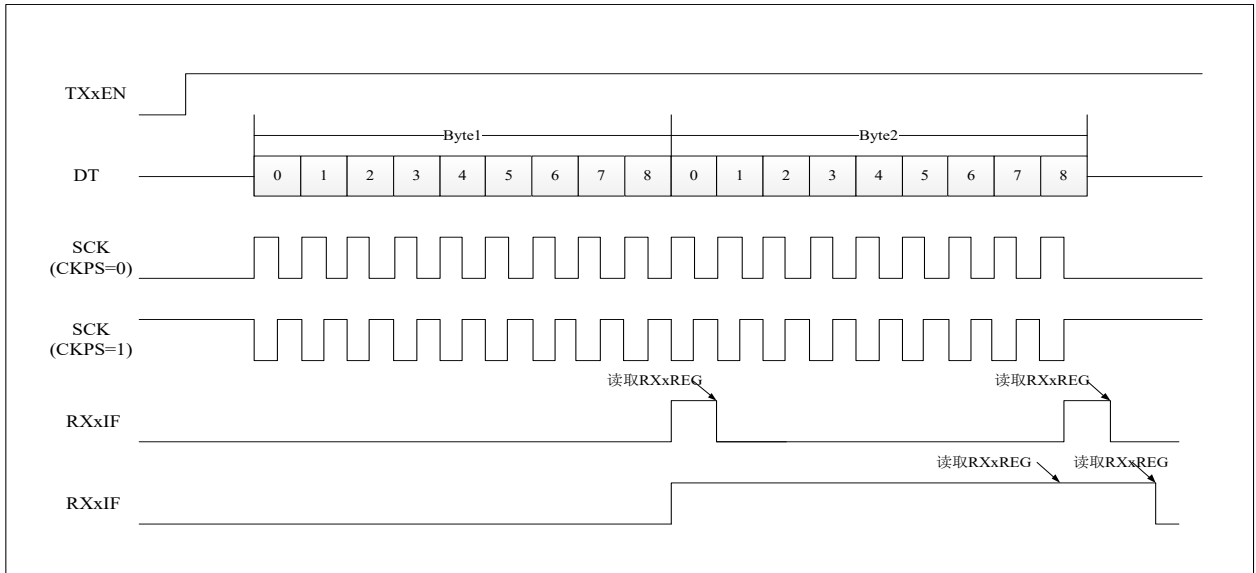 TXxEN
Byte1 Byte2
DT 0 1 2 3 4 5 6 7 8 0 1 2 3 4 5 6 7 8
SCK
(CKPS=0)
SCK
(CKPS=1)
读取RXxREG 读取RXxREG
RXxIF
读取RXxREG 读取RXxREG
RXxIF